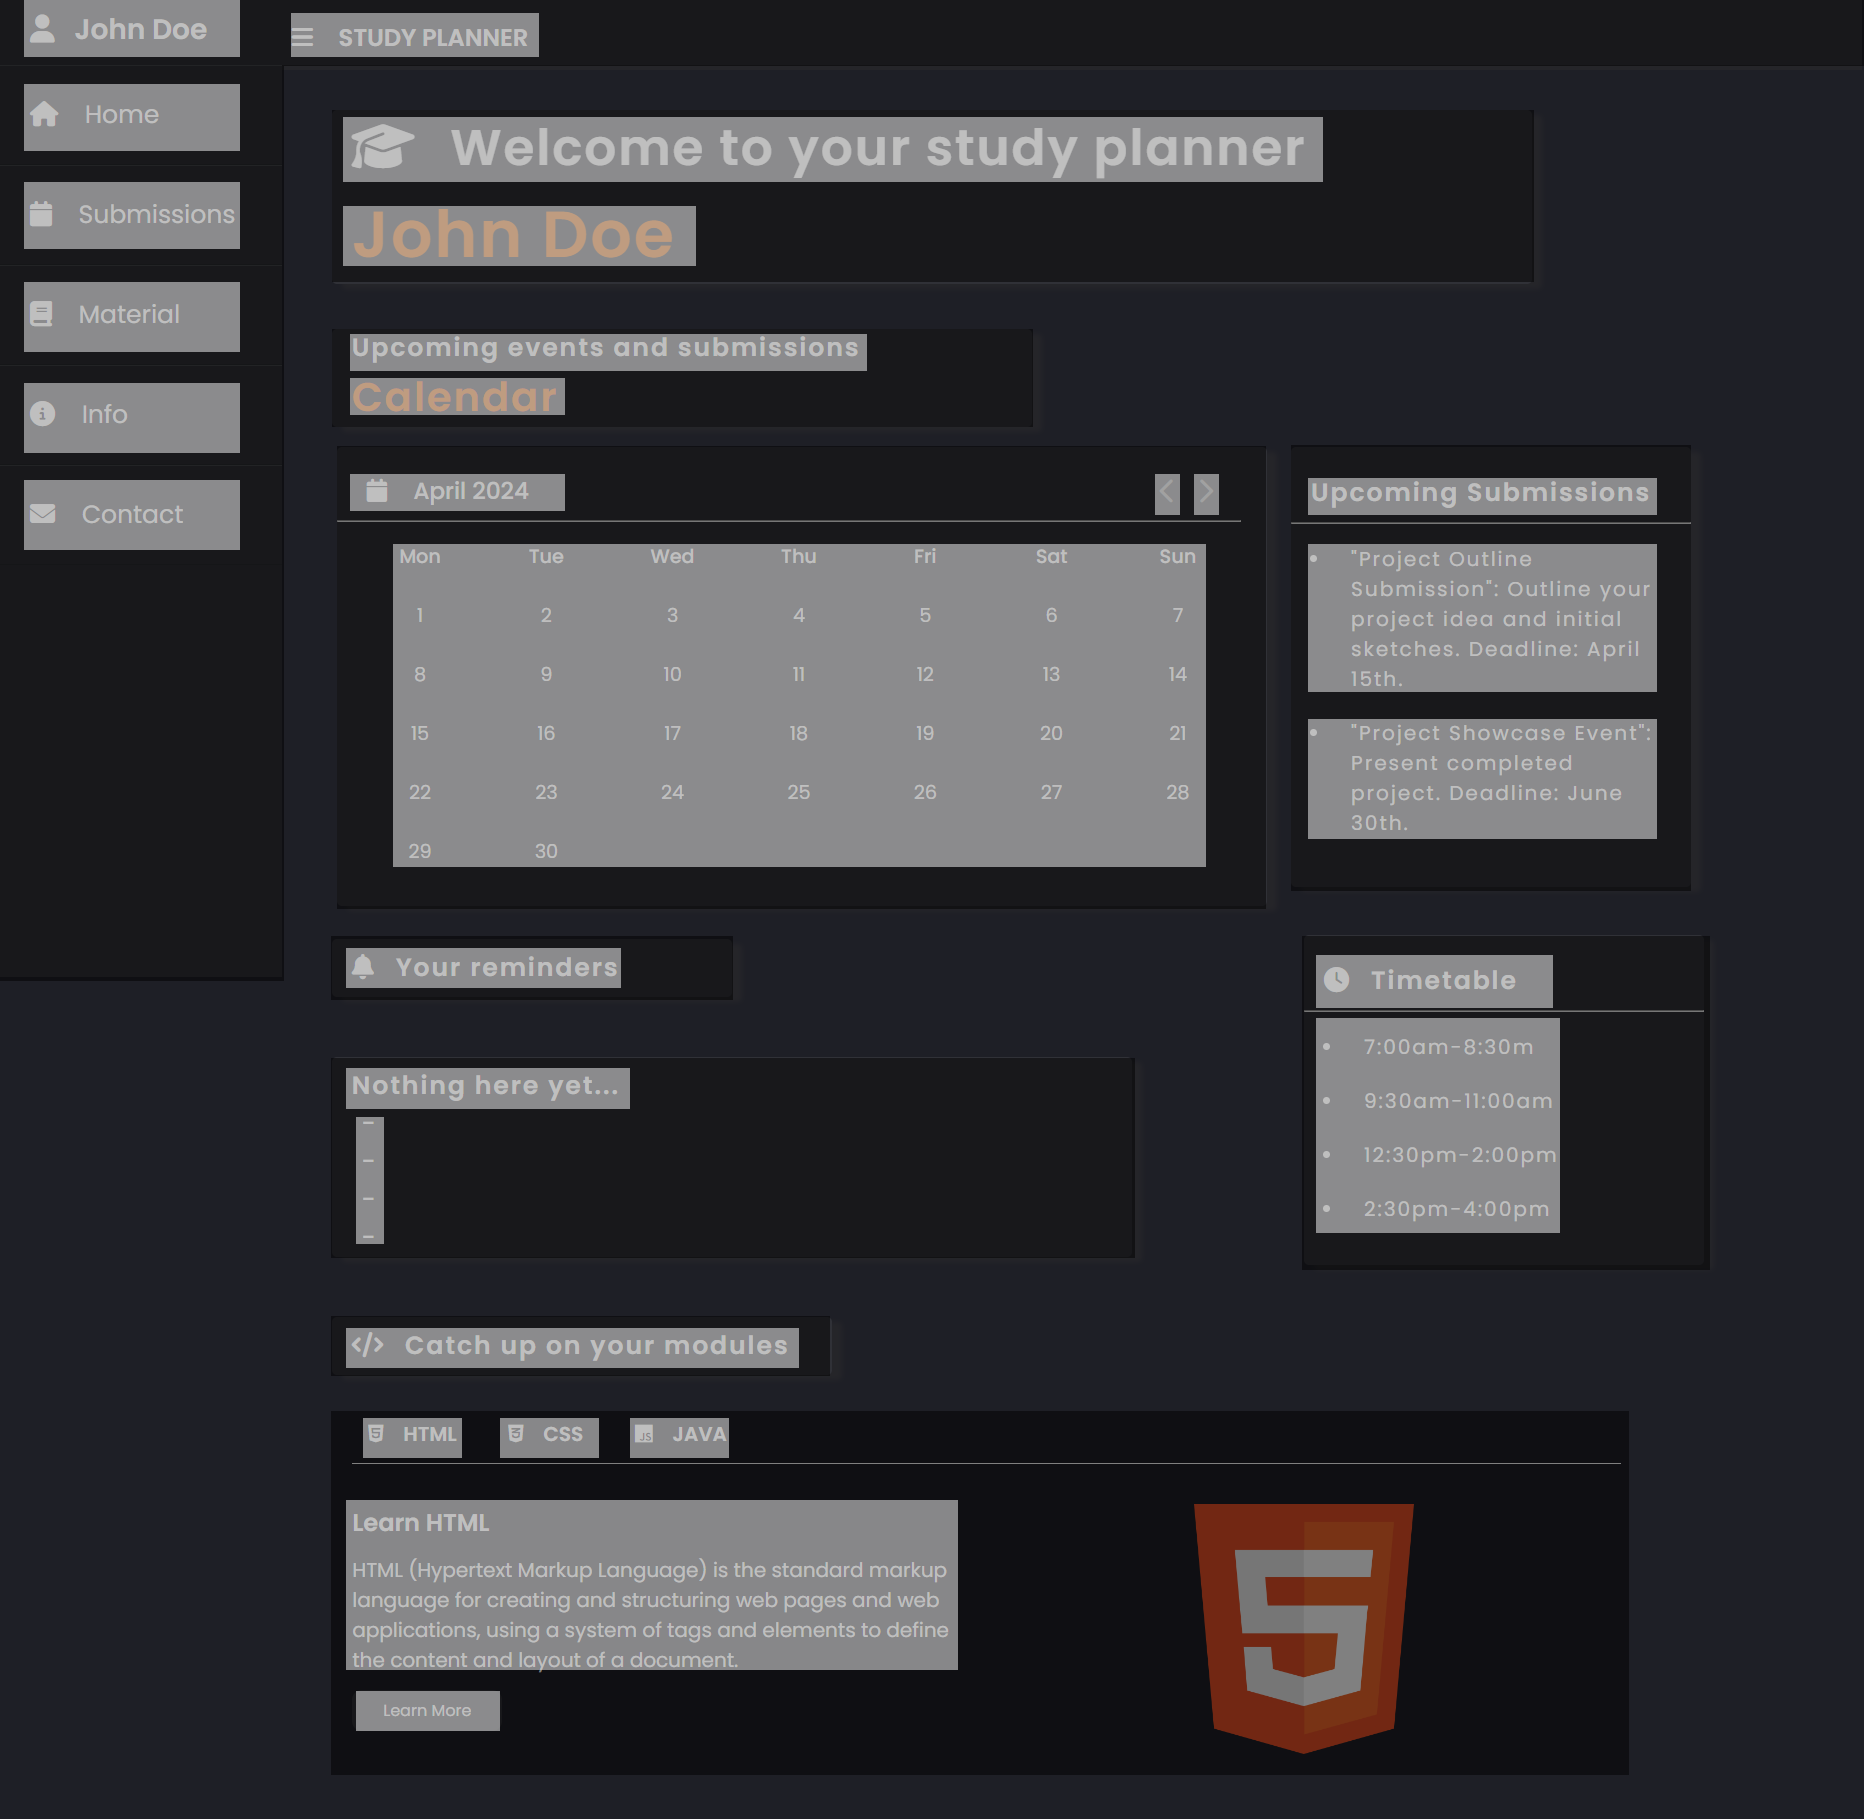 John Doe
STUDY PLANNER
Home
Submissions
Material
Info
Contact
Welcome to your study planner
John Doe
Upcoming events and submissions
Calendar
April 2024
Mon Tue Wed Thu Fri Sat Sun
1 2 3 4 5 6 7
8 9 10 11 12 13 14
15 16 17 18 19 20 21
22 23 24 25 26 27 28
29 30
Upcoming Submissions
• "Project Outline
Submission": Outline your
project idea and initial
sketches. Deadline: April
15th.
• "Project Showcase Event":
Present completed
project. Deadline: June
30th.
Your reminders
Nothing here yet...
–
–
–
–
Timetable
• 7:00am-8:30m
• 9:30am-11:00am
• 12:30pm-2:00pm
• 2:30pm-4:00pm
Catch up on your modules
HTML CSS JS JAVA
Learn HTML
HTML (Hypertext Markup Language) is the standard markup
language for creating and structuring web pages and web
applications, using a system of tags and elements to define
the content and layout of a document.
Learn More
5